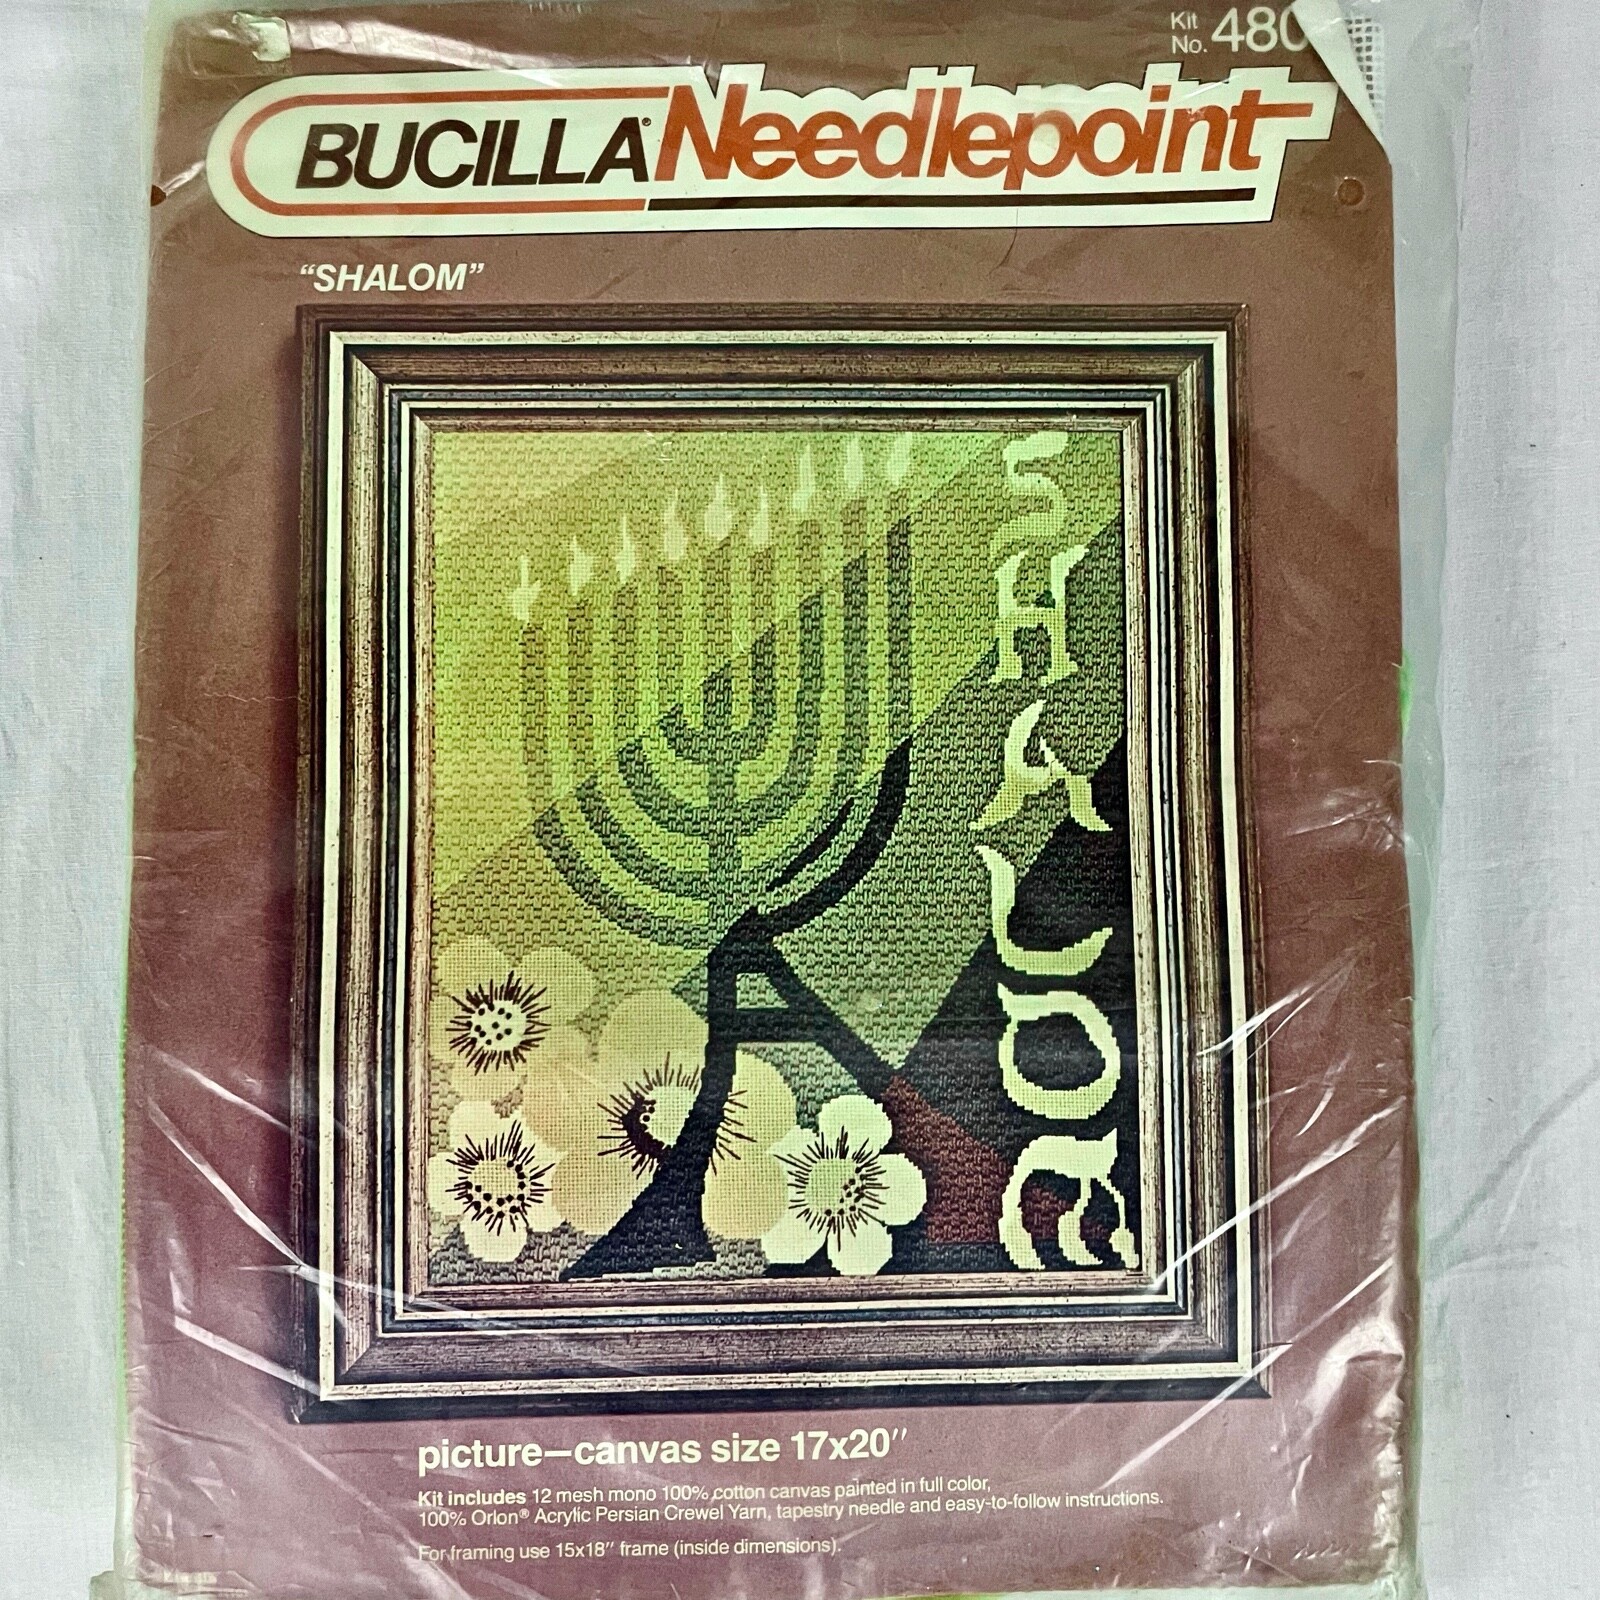 Kit
No. 480
BUCILLA® Needlepoint
“SHALOM”
SHALOM
picture—canvas size 17x20″
Kit includes 12 mesh mono 100% cotton canvas painted in full color,
100% Orlon® Acrylic Persian Crewel Yarn, tapestry needle and easy-to-follow instructions.
For framing use 15x18″ frame (inside dimensions).